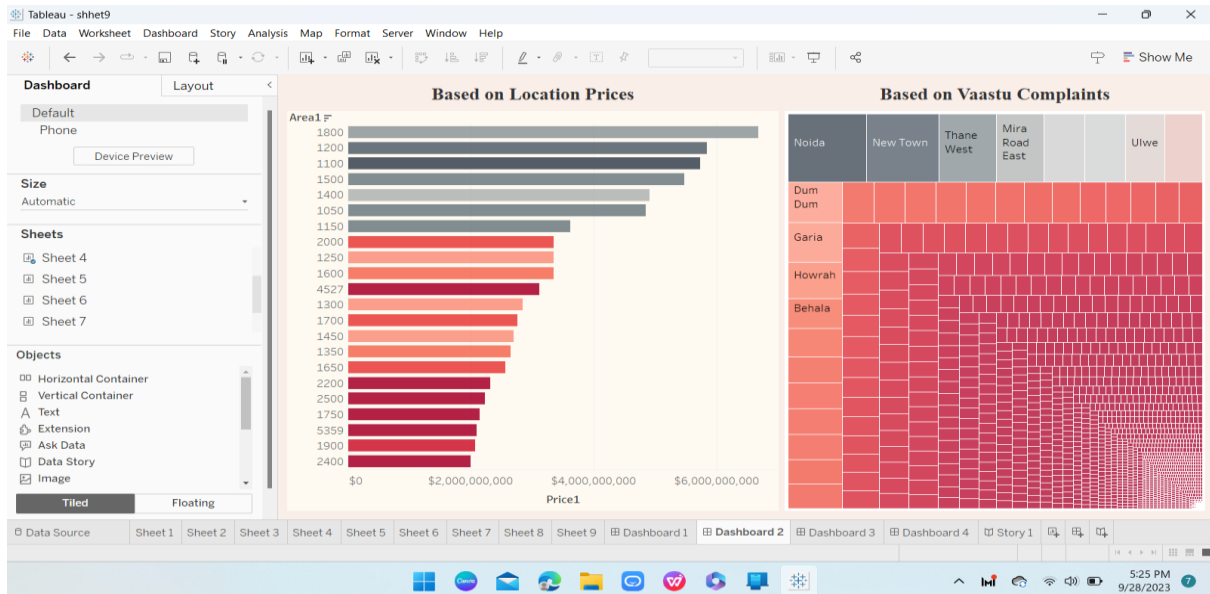 Tableau - shhet9
File Data Worksheet Dashboard Story Analysis Map Format Server Window Help
Show Me
Dashboard Layout
Default
Phone
Device Preview
Size
Automatic
Sheets
Sheet 4
Sheet 5
Sheet 6
Sheet 7
Objects
Horizontal Container
Vertical Container
Text
Extension
Ask Data
Data Story
Image
Tiled Floating
Based on Location Prices
Area1
1800
1200
1100
1500
1400
1050
1150
2000
1250
1600
4527
1300
1700
1450
1350
1650
2200
2500
1750
5359
1900
2400
$0 $2,000,000,000 $4,000,000,000 $6,000,000,000
Price1
Based on Vaastu Complaints
Noida
New Town
Thane
West
Mira
Road
East
Ulwe
Dum
Dum
Garia
Howrah
Behala
Data Source Sheet 1 Sheet 2 Sheet 3 Sheet 4 Sheet 5 Sheet 6 Sheet 7 Sheet 8 Sheet 9 Dashboard 1 Dashboard 2 Dashboard 3 Dashboard 4 Story 1
Canva
5:25 PM
9/28/2023
7